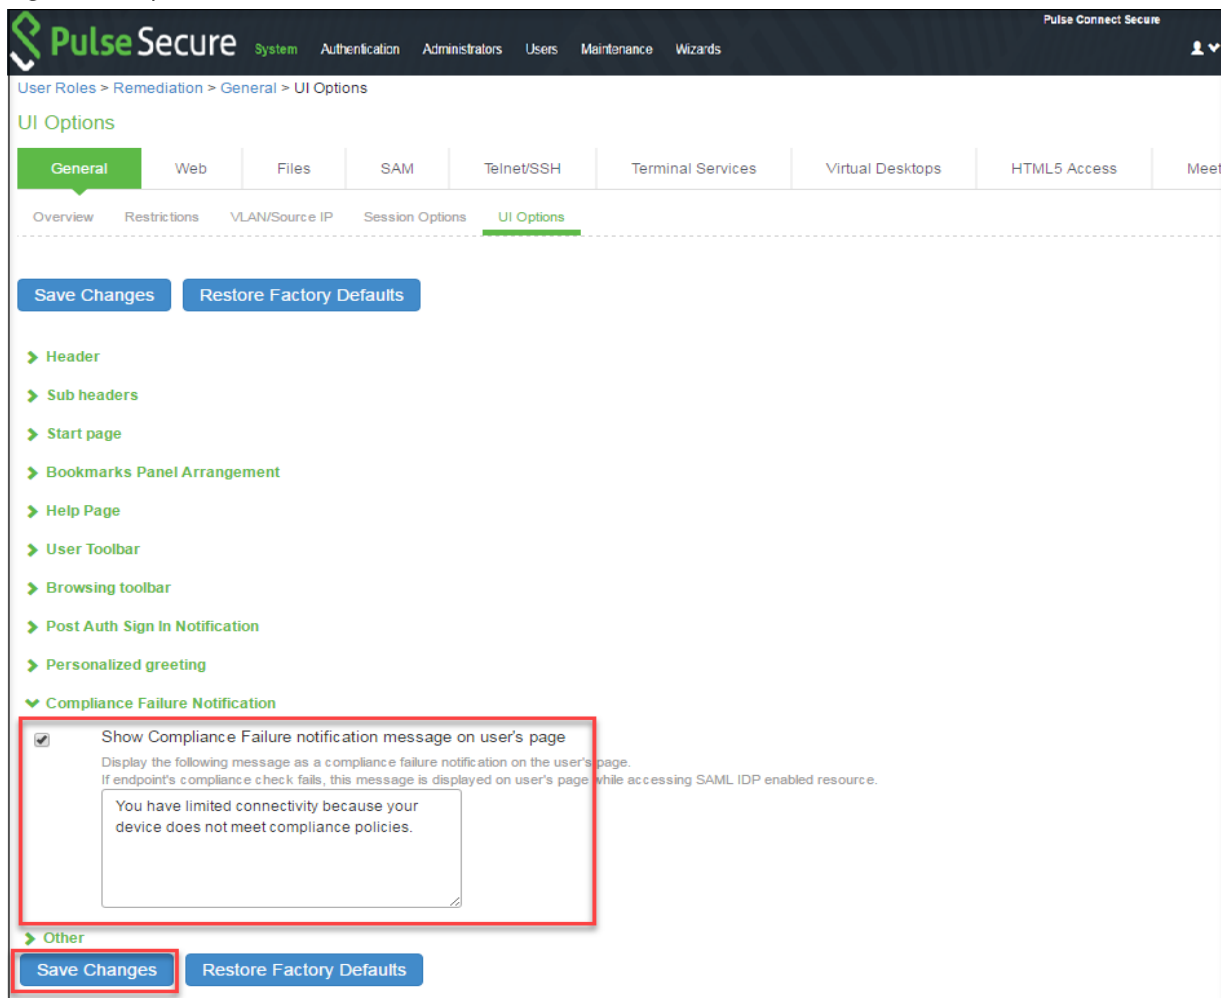 Pulse Connect Secure
Pulse Secure System Authentication Administrators Users Maintenance Wizards
User Roles > Remediation > General > UI Options
UI Options
General Web Files SAM Telnet/SSH Terminal Services Virtual Desktops HTML5 Access Meet
Overview Restrictions VLAN/Source IP Session Options UI Options
Save Changes Restore Factory Defaults
Header
Sub headers
Start page
Bookmarks Panel Arrangement
Help Page
User Toolbar
Browsing toolbar
Post Auth Sign In Notification
Personalized greeting
Compliance Failure Notification
Show Compliance Failure notification message on user's page
Display the following message as a compliance failure notification on the user's page.
If endpoint's compliance check fails, this message is displayed on user's page while accessing SAML IDP enabled resource.
You have limited connectivity because your
device does not meet compliance policies.
Other
Save Changes Restore Factory Defaults